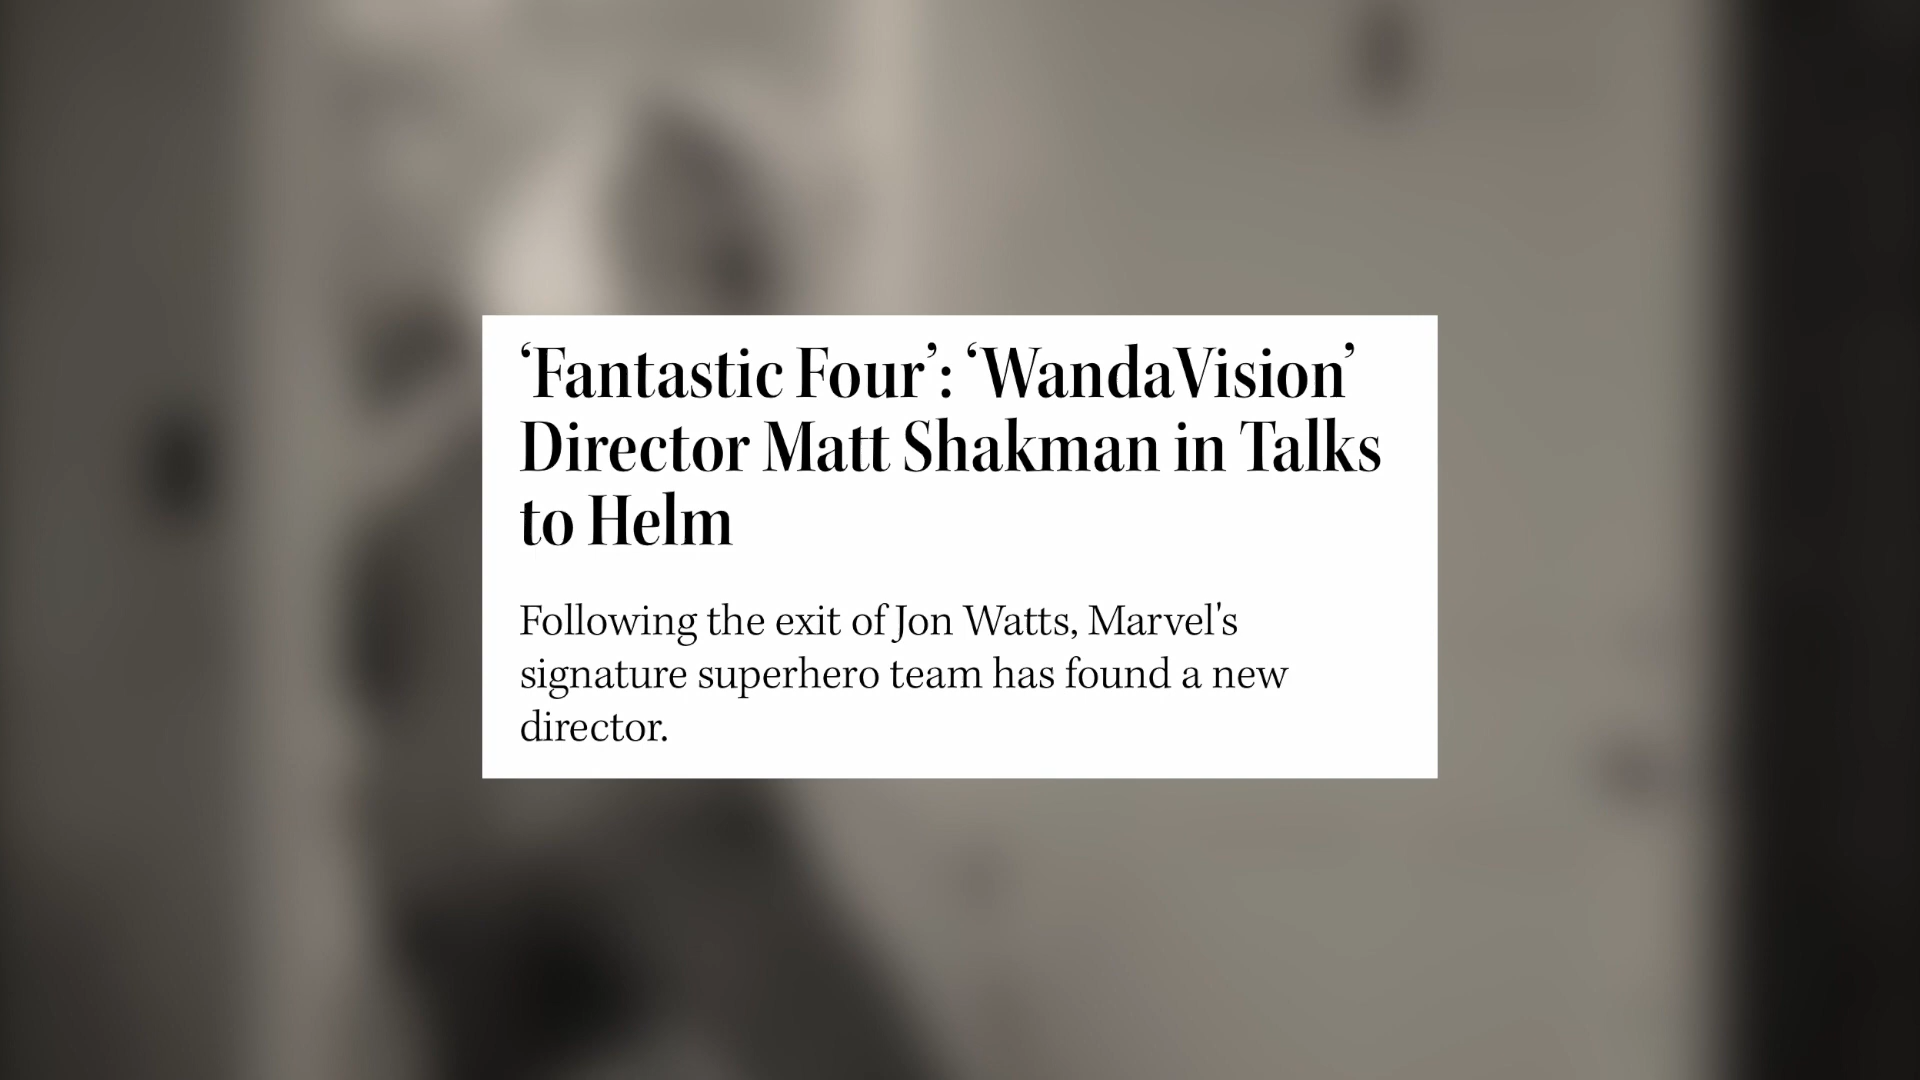 ‘Fantastic Four’: ‘WandaVision’
Director Matt Shakman in Talks
to Helm
Following the exit of Jon Watts, Marvel's
signature superhero team has found a new
director.